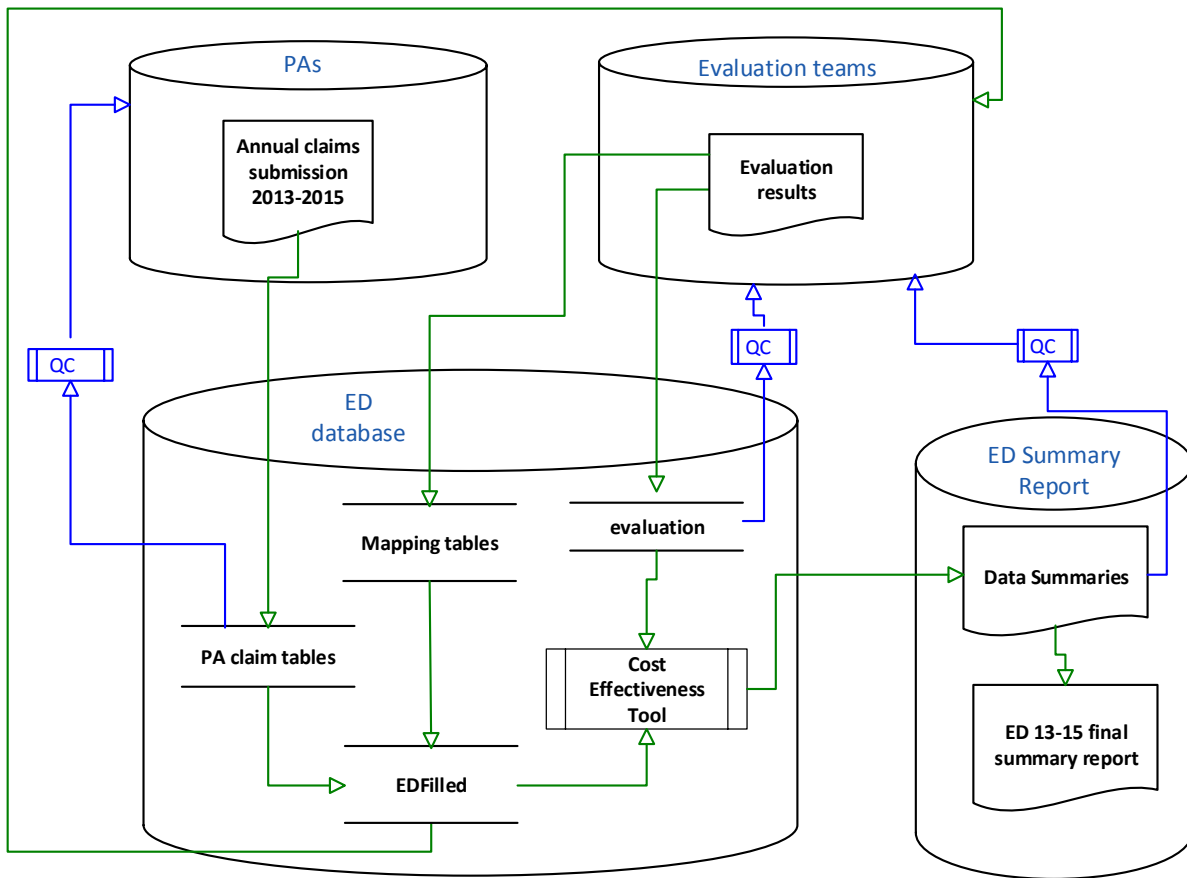 PAs
Evaluation teams
Annual claims
submission
2013-2015
Evaluation
results
QC
QC
QC
ED
database
ED Summary
Report
Mapping tables
evaluation
Data Summaries
PA claim tables
Cost
Effectiveness
Tool
ED 13-15 final
summary report
EDFilled